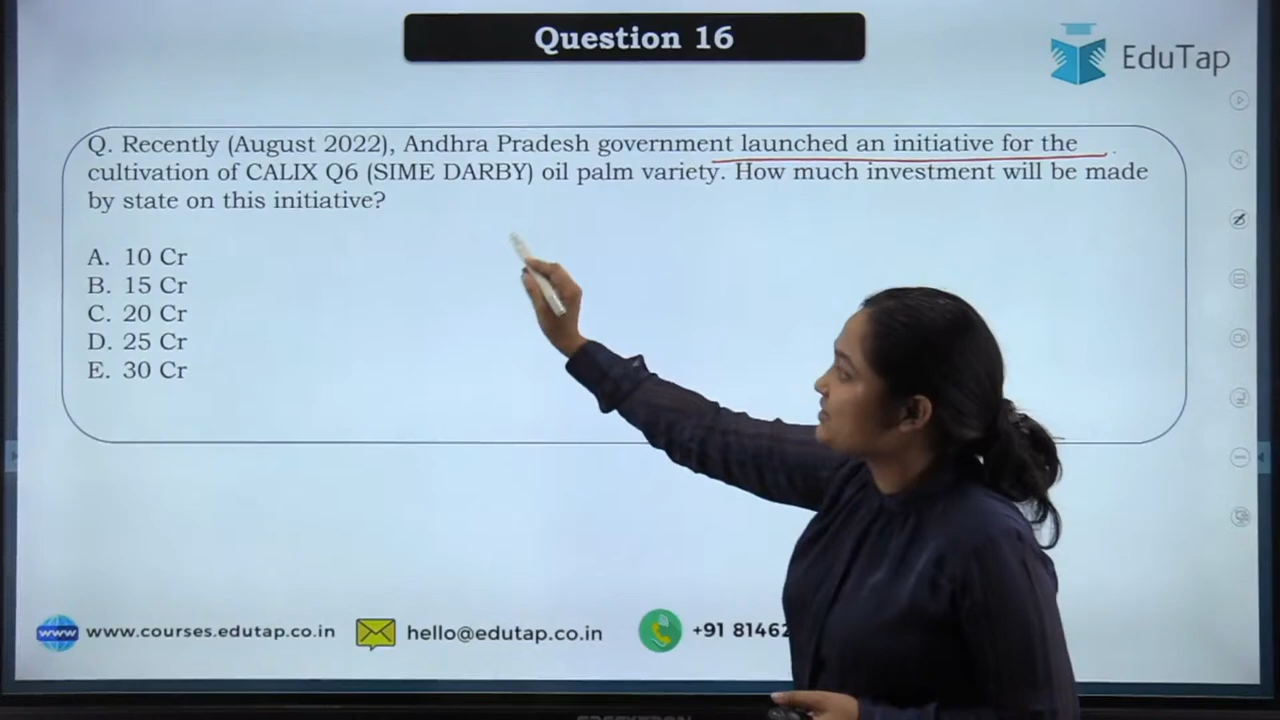 Question 16
EduTap
Q. Recently (August 2022), Andhra Pradesh government launched an initiative for the
cultivation of CALIX Q6 (SIME DARBY) oil palm variety. How much investment will be made
by state on this initiative?
A. 10 Cr
B. 15 Cr
C. 20 Cr
D. 25 Cr
E. 30 Cr
www www.courses.edutap.co.in
hello@edutap.co.in
+91 8146